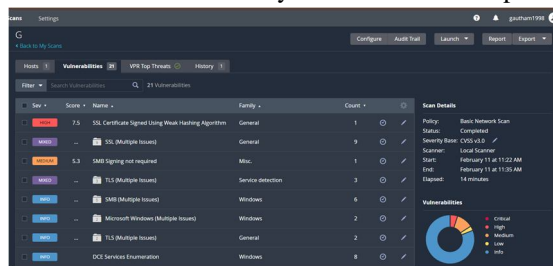 Scans Settings gautham1998
G
Back to My Scans Configure Audit Trail Launch Report Export
Hosts 1 Vulnerabilities 21 VPR Top Threats History 1
Filter Search Vulnerabilities 21 Vulnerabilities
Sev Score Name Family Count Scan Details
HIGH 7.5 SSL Certificate Signed Using Weak Hashing Algorithm General 1
MIXED ... SSL (Multiple Issues) General 9
MEDIUM 5.3 SMB Signing not required Misc. 1
MIXED ... TLS (Multiple Issues) Service detection 3
INFO ... SMB (Multiple Issues) Windows 6
INFO ... Microsoft Windows (Multiple Issues) Windows 2
INFO ... TLS (Multiple Issues) General 2
INFO DCE Services Enumeration Windows 8
Policy: Basic Network Scan
Status: Completed
Severity Base: CVSS v3.0
Scanner: Local Scanner
Start: February 11 at 11:22 AM
End: February 11 at 11:35 AM
Elapsed: 14 minutes
Vulnerabilities
Critical
High
Medium
Low
Info